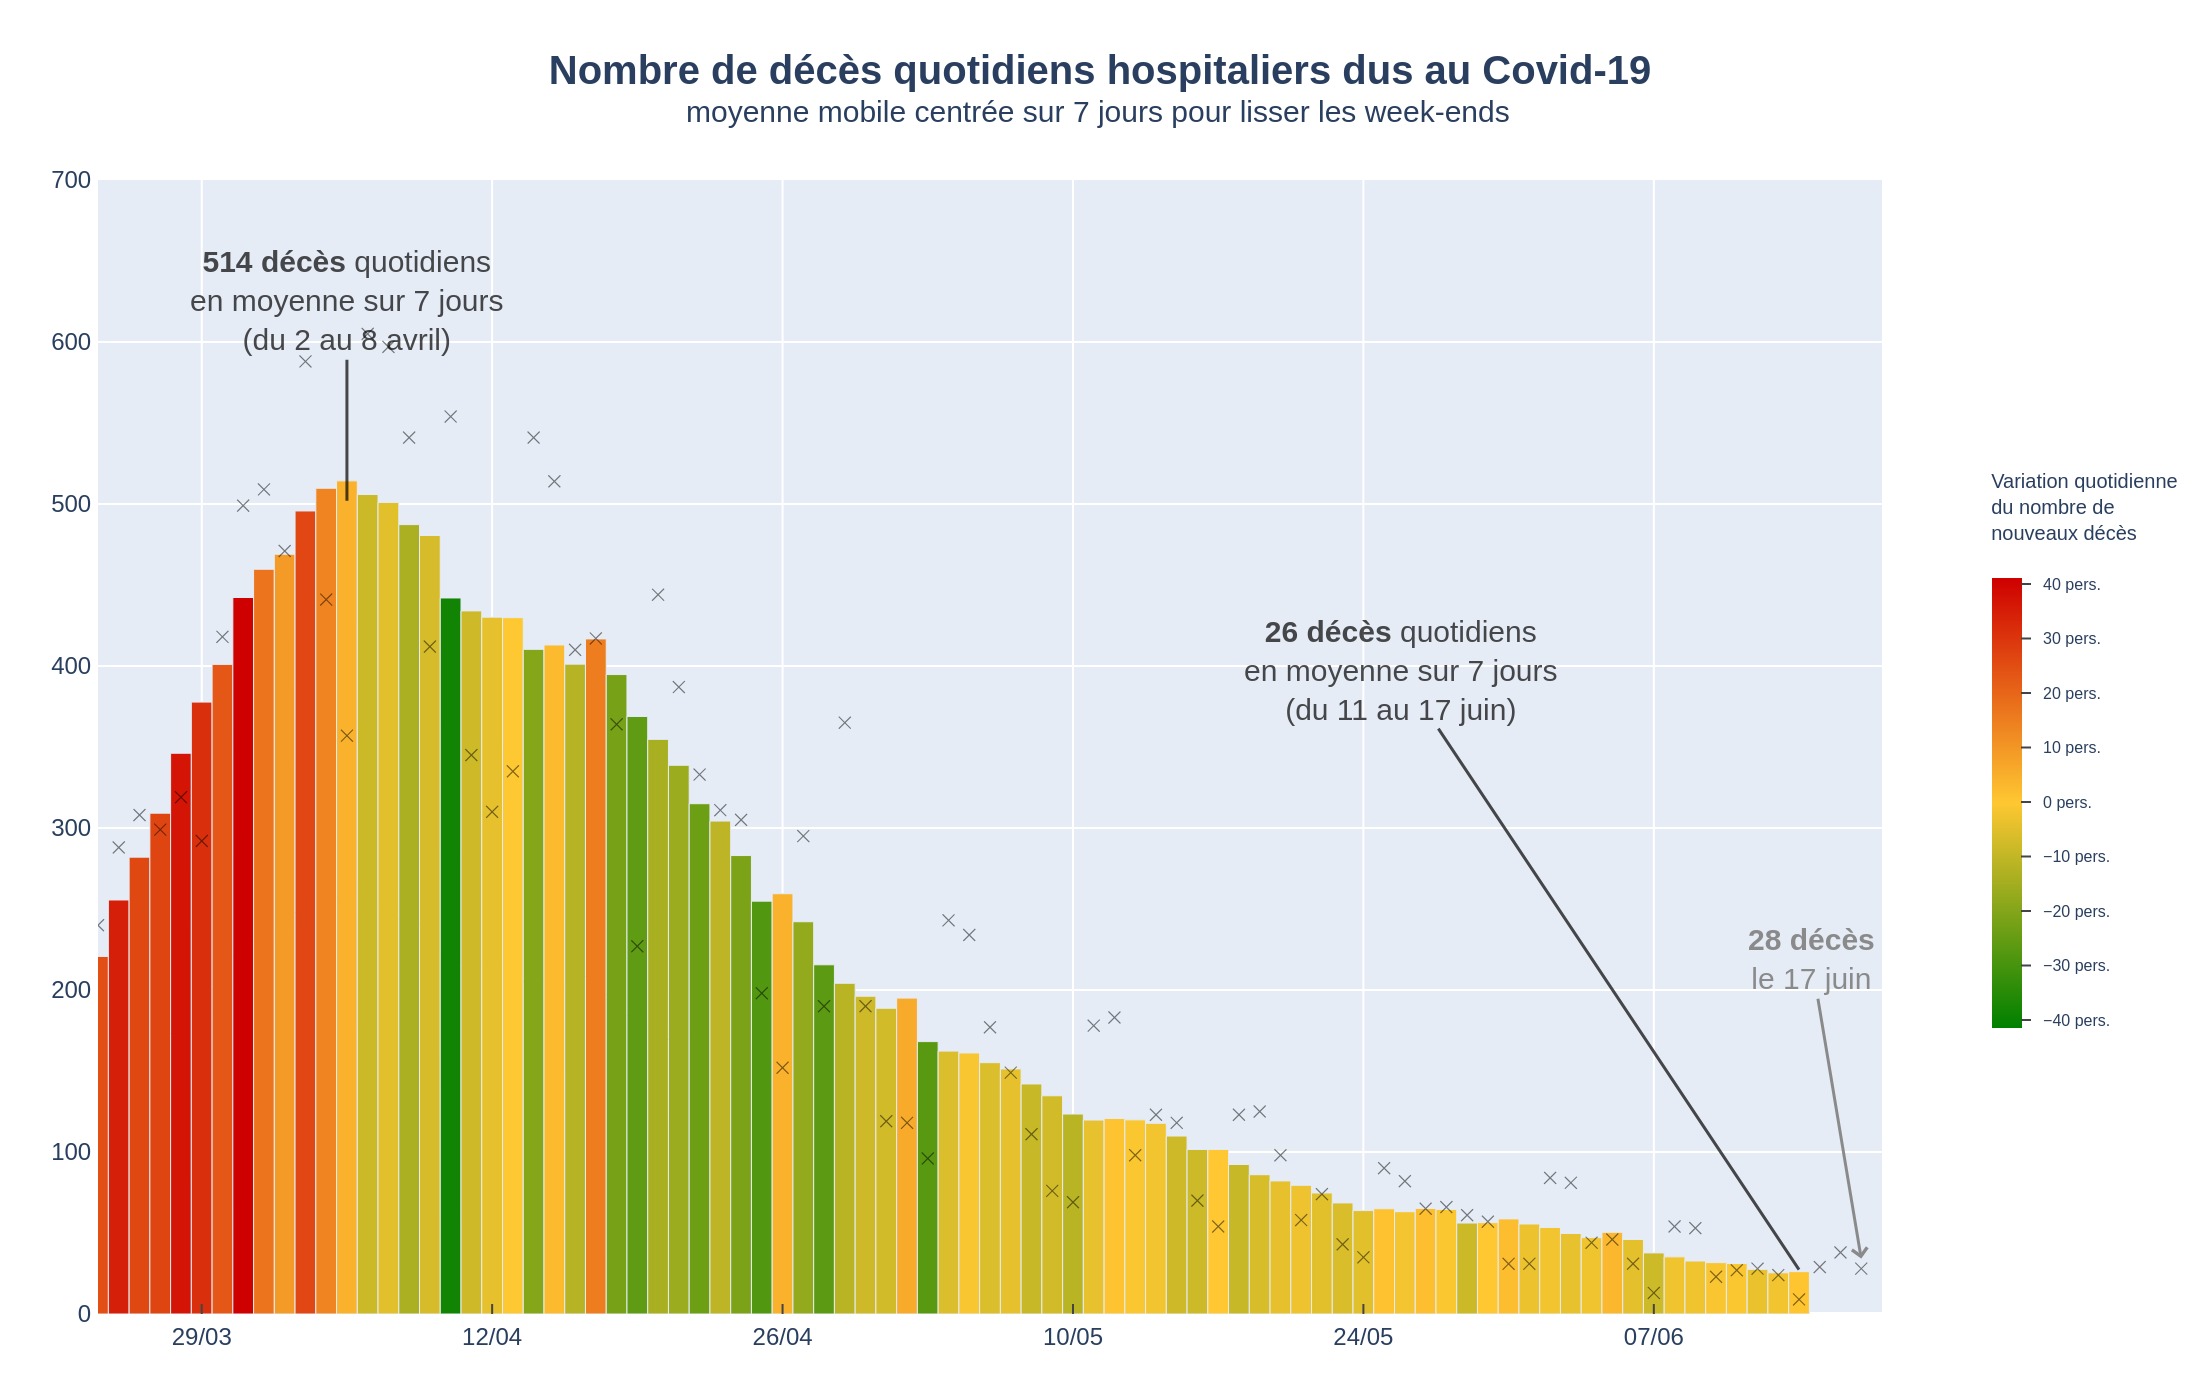 Nombre de décès quotidiens hospitaliers dus au Covid-19
moyenne mobile centrée sur 7 jours pour lisser les week-ends
700
600
500
400
300
200
100
0
514 décès quotidiens
en moyenne sur 7 jours
(du 2 au 8 avril)
26 décès quotidiens
en moyenne sur 7 jours
(du 11 au 17 juin)
28 décès
le 17 juin
29/03
12/04
26/04
10/05
24/05
07/06
Variation quotidienne
du nombre de
nouveaux décès
40 pers.
30 pers.
20 pers.
10 pers.
0 pers.
−10 pers.
−20 pers.
−30 pers.
−40 pers.